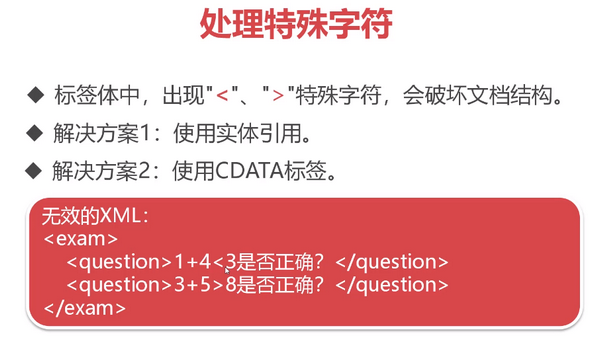 处理特殊字符
◆ 标签体中，出现"<"、">"特殊字符，会破坏文档结构。
◆ 解决方案1：使用实体引用。
◆ 解决方案2：使用CDATA标签。
无效的XML：
<exam>
<question>1+4<3是否正确？</question>
<question>3+5>8是否正确？</question>
</exam>